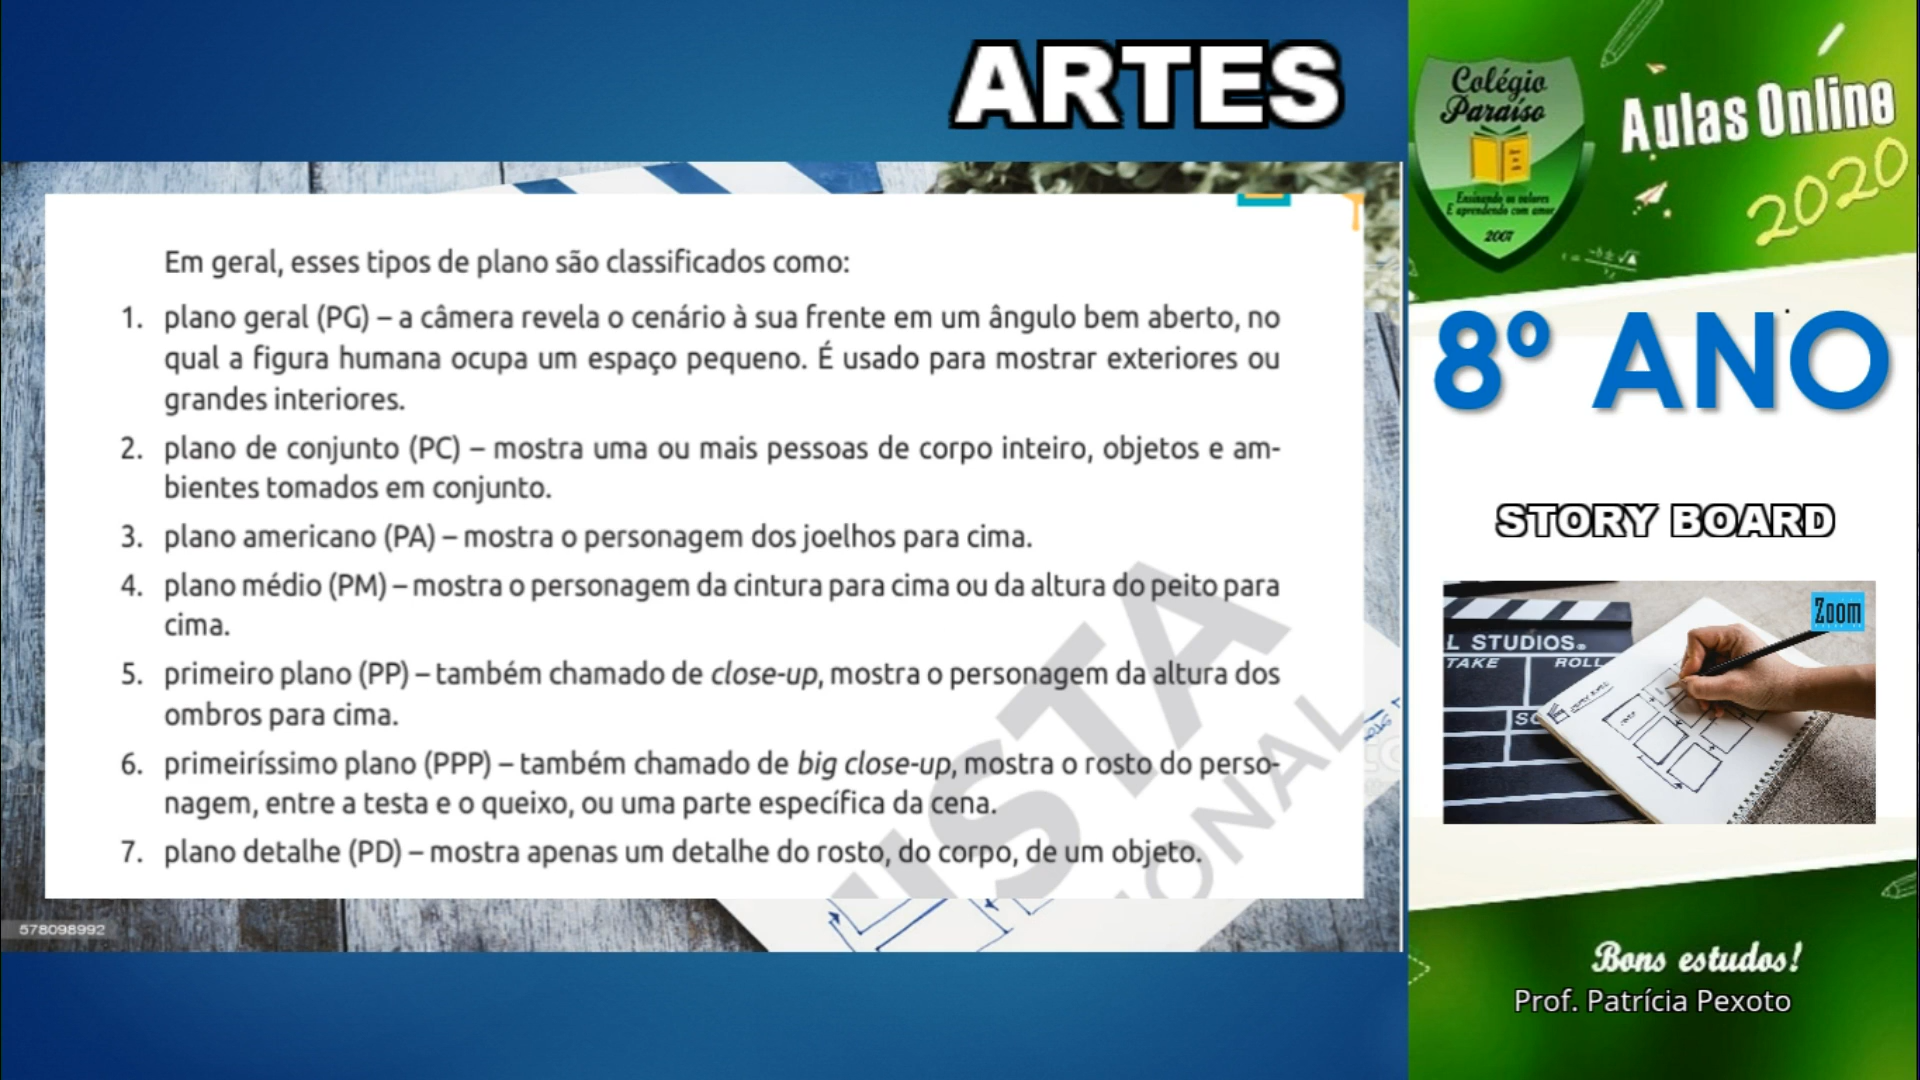 ARTES
Em geral, esses tipos de plano são classificados como:
1. plano geral (PG) – a câmera revela o cenário à sua frente em um ângulo bem aberto, no
qual a figura humana ocupa um espaço pequeno. É usado para mostrar exteriores ou
grandes interiores.
2. plano de conjunto (PC) – mostra uma ou mais pessoas de corpo inteiro, objetos e am-
bientes tomados em conjunto.
3. plano americano (PA) – mostra o personagem dos joelhos para cima.
4. plano médio (PM) – mostra o personagem da cintura para cima ou da altura do peito para
cima.
5. primeiro plano (PP) – também chamado de close-up, mostra o personagem da altura dos
ombros para cima.
6. primeiríssimo plano (PPP) – também chamado de big close-up, mostra o rosto do perso-
nagem, entre a testa e o queixo, ou uma parte específica da cena.
7. plano detalhe (PD) – mostra apenas um detalhe do rosto, do corpo, de um objeto.
578098992
Colégio
Paraíso
Ensinando os valores
E aprendendo com amor
2007
Aulas Online
2020
8º ANO
STORY BOARD
Zoom
L STUDIOS
TAKE ROLL
SC
Bons estudos!
Prof. Patrícia Pexoto